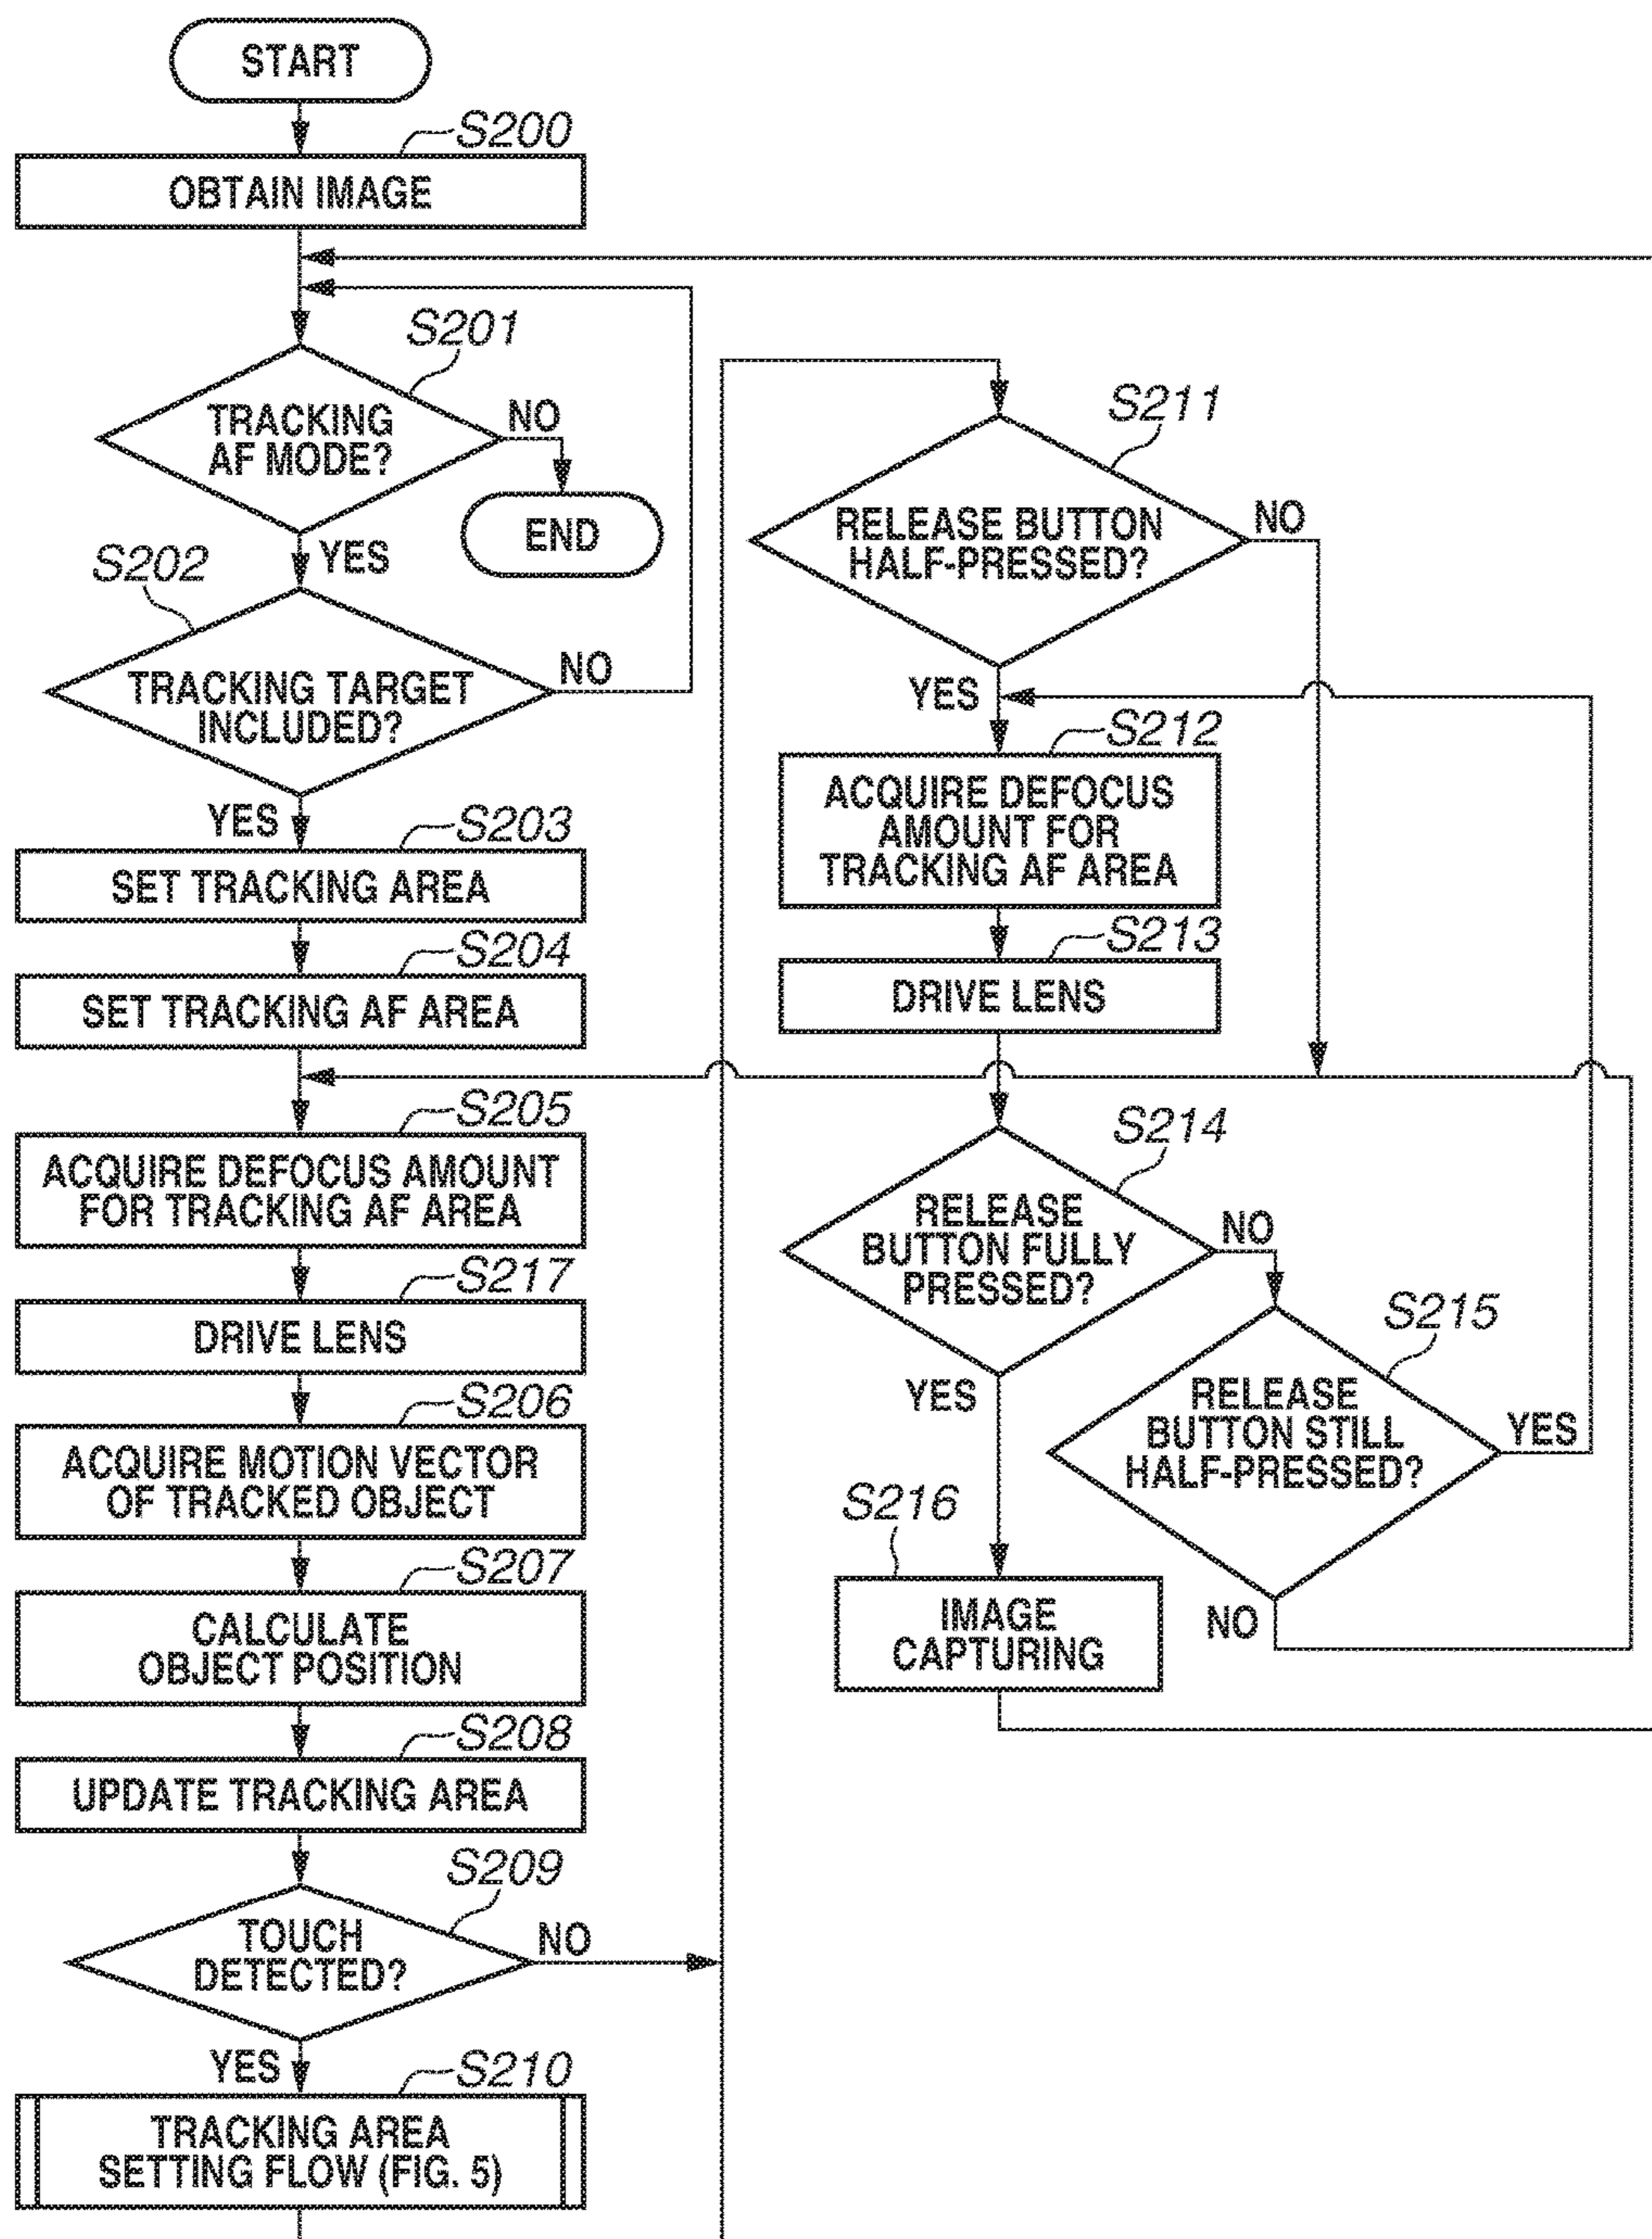 START
S200
OBTAIN IMAGE
S201
TRACKING
AF MODE?
NO
END
YES
S202
TRACKING TARGET
INCLUDED?
NO
YES
S203
SET TRACKING AREA
S204
SET TRACKING AF AREA
S205
ACQUIRE DEFOCUS AMOUNT
FOR TRACKING AF AREA
S217
DRIVE LENS
S206
ACQUIRE MOTION VECTOR
OF TRACKED OBJECT
S207
CALCULATE
OBJECT POSITION
S208
UPDATE TRACKING AREA
S209
TOUCH
DETECTED?
NO
YES
S210
TRACKING AREA
SETTING FLOW (FIG. 5)
S211
RELEASE BUTTON
HALF-PRESSED?
NO
YES
S212
ACQUIRE DEFOCUS
AMOUNT FOR
TRACKING AF AREA
S213
DRIVE LENS
S214
RELEASE
BUTTON FULLY
PRESSED?
NO
YES
S215
RELEASE
BUTTON STILL
HALF-PRESSED?
YES
NO
S216
IMAGE
CAPTURING